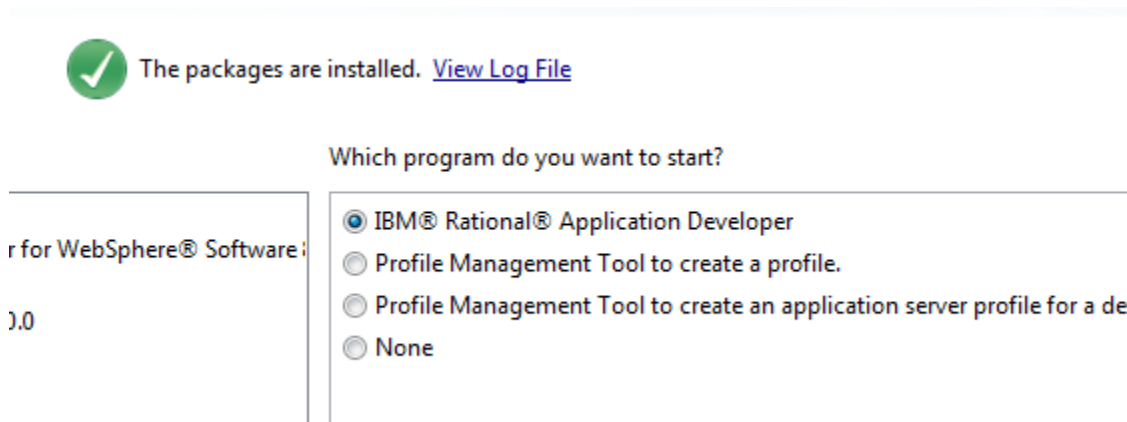 The packages are installed. View Log File
Which program do you want to start?
IBM® Rational® Application Developer
r for WebSphere® Software
Profile Management Tool to create a profile.
Profile Management Tool to create an application server profile for a de
0.0
None